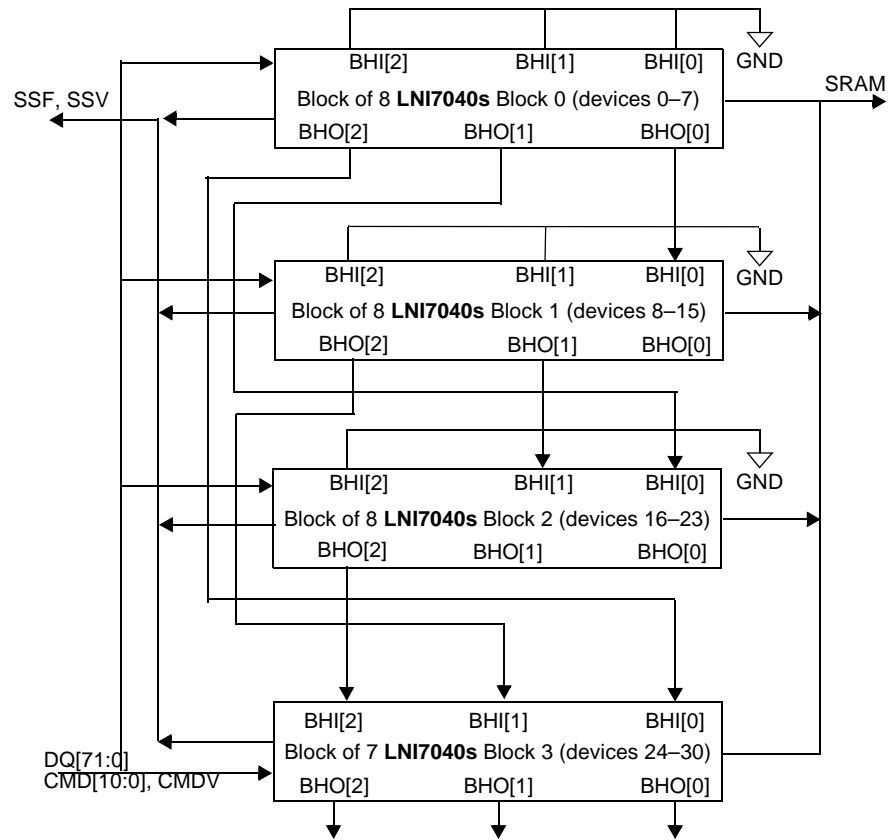 BHI[2] BHI[1] BHI[0] GND
SRAM
SSF, SSV
Block of 8 LNI7040s Block 0 (devices 0–7)
BHO[2] BHO[1] BHO[0]
BHI[2] BHI[1] BHI[0] GND
Block of 8 LNI7040s Block 1 (devices 8–15)
BHO[2] BHO[1] BHO[0]
BHI[2] BHI[1] BHI[0] GND
Block of 8 LNI7040s Block 2 (devices 16–23)
BHO[2] BHO[1] BHO[0]
BHI[2] BHI[1] BHI[0]
Block of 7 LNI7040s Block 3 (devices 24–30)
DQ[71:0]
CMD[10:0], CMDV
BHO[2] BHO[1] BHO[0]